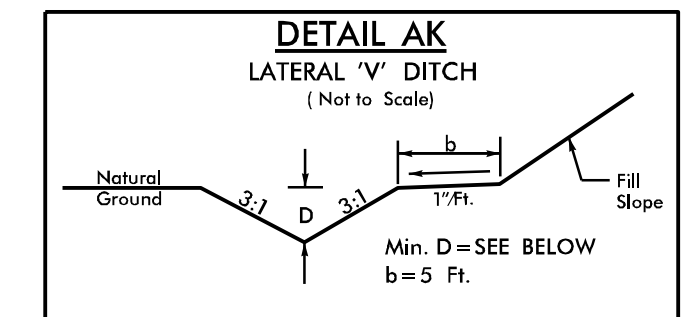 DETAIL AK
LATERAL 'V' DITCH
( Not to Scale)
b
Natural
Ground
3:1
D
3:1
1"/Ft.
Fill
Slope
Min. D=SEE BELOW
b=5 Ft.